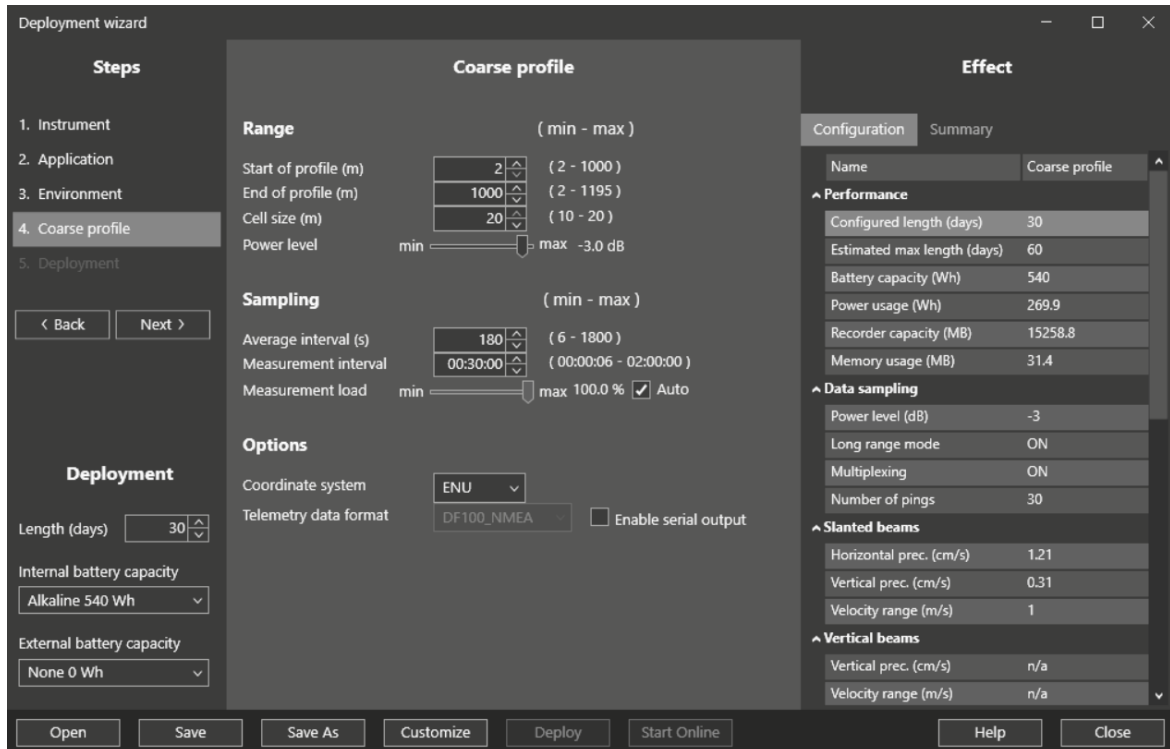 Deployment wizard
Steps
1. Instrument
2. Application
3. Environment
4. Coarse profile
5. Deployment
< Back Next >
Deployment
Length (days) 30
Internal battery capacity
Alkaline 540 Wh
External battery capacity
None 0 Wh
Coarse profile
Range ( min - max )
Start of profile (m) 2 ( 2 - 1000 )
End of profile (m) 1000 ( 2 - 1195 )
Cell size (m) 20 ( 10 - 20 )
Power level min max -3.0 dB
Sampling ( min - max )
Average interval (s) 180 ( 6 - 1800 )
Measurement interval 00:30:00 ( 00:00:06 - 02:00:00 )
Measurement load min max 100.0 % Auto
Options
Coordinate system ENU
Telemetry data format DF100_NMEA Enable serial output
Effect
Configuration Summary
Name Coarse profile
Performance
Configured length (days) 30
Estimated max length (days) 60
Battery capacity (Wh) 540
Power usage (Wh) 269.9
Recorder capacity (MB) 15258.8
Memory usage (MB) 31.4
Data sampling
Power level (dB) -3
Long range mode ON
Multiplexing ON
Number of pings 30
Slanted beams
Horizontal prec. (cm/s) 1.21
Vertical prec. (cm/s) 0.31
Velocity range (m/s) 1
Vertical beams
Vertical prec. (cm/s) n/a
Velocity range (m/s) n/a
Open Save Save As Customize Deploy Start Online Help Close